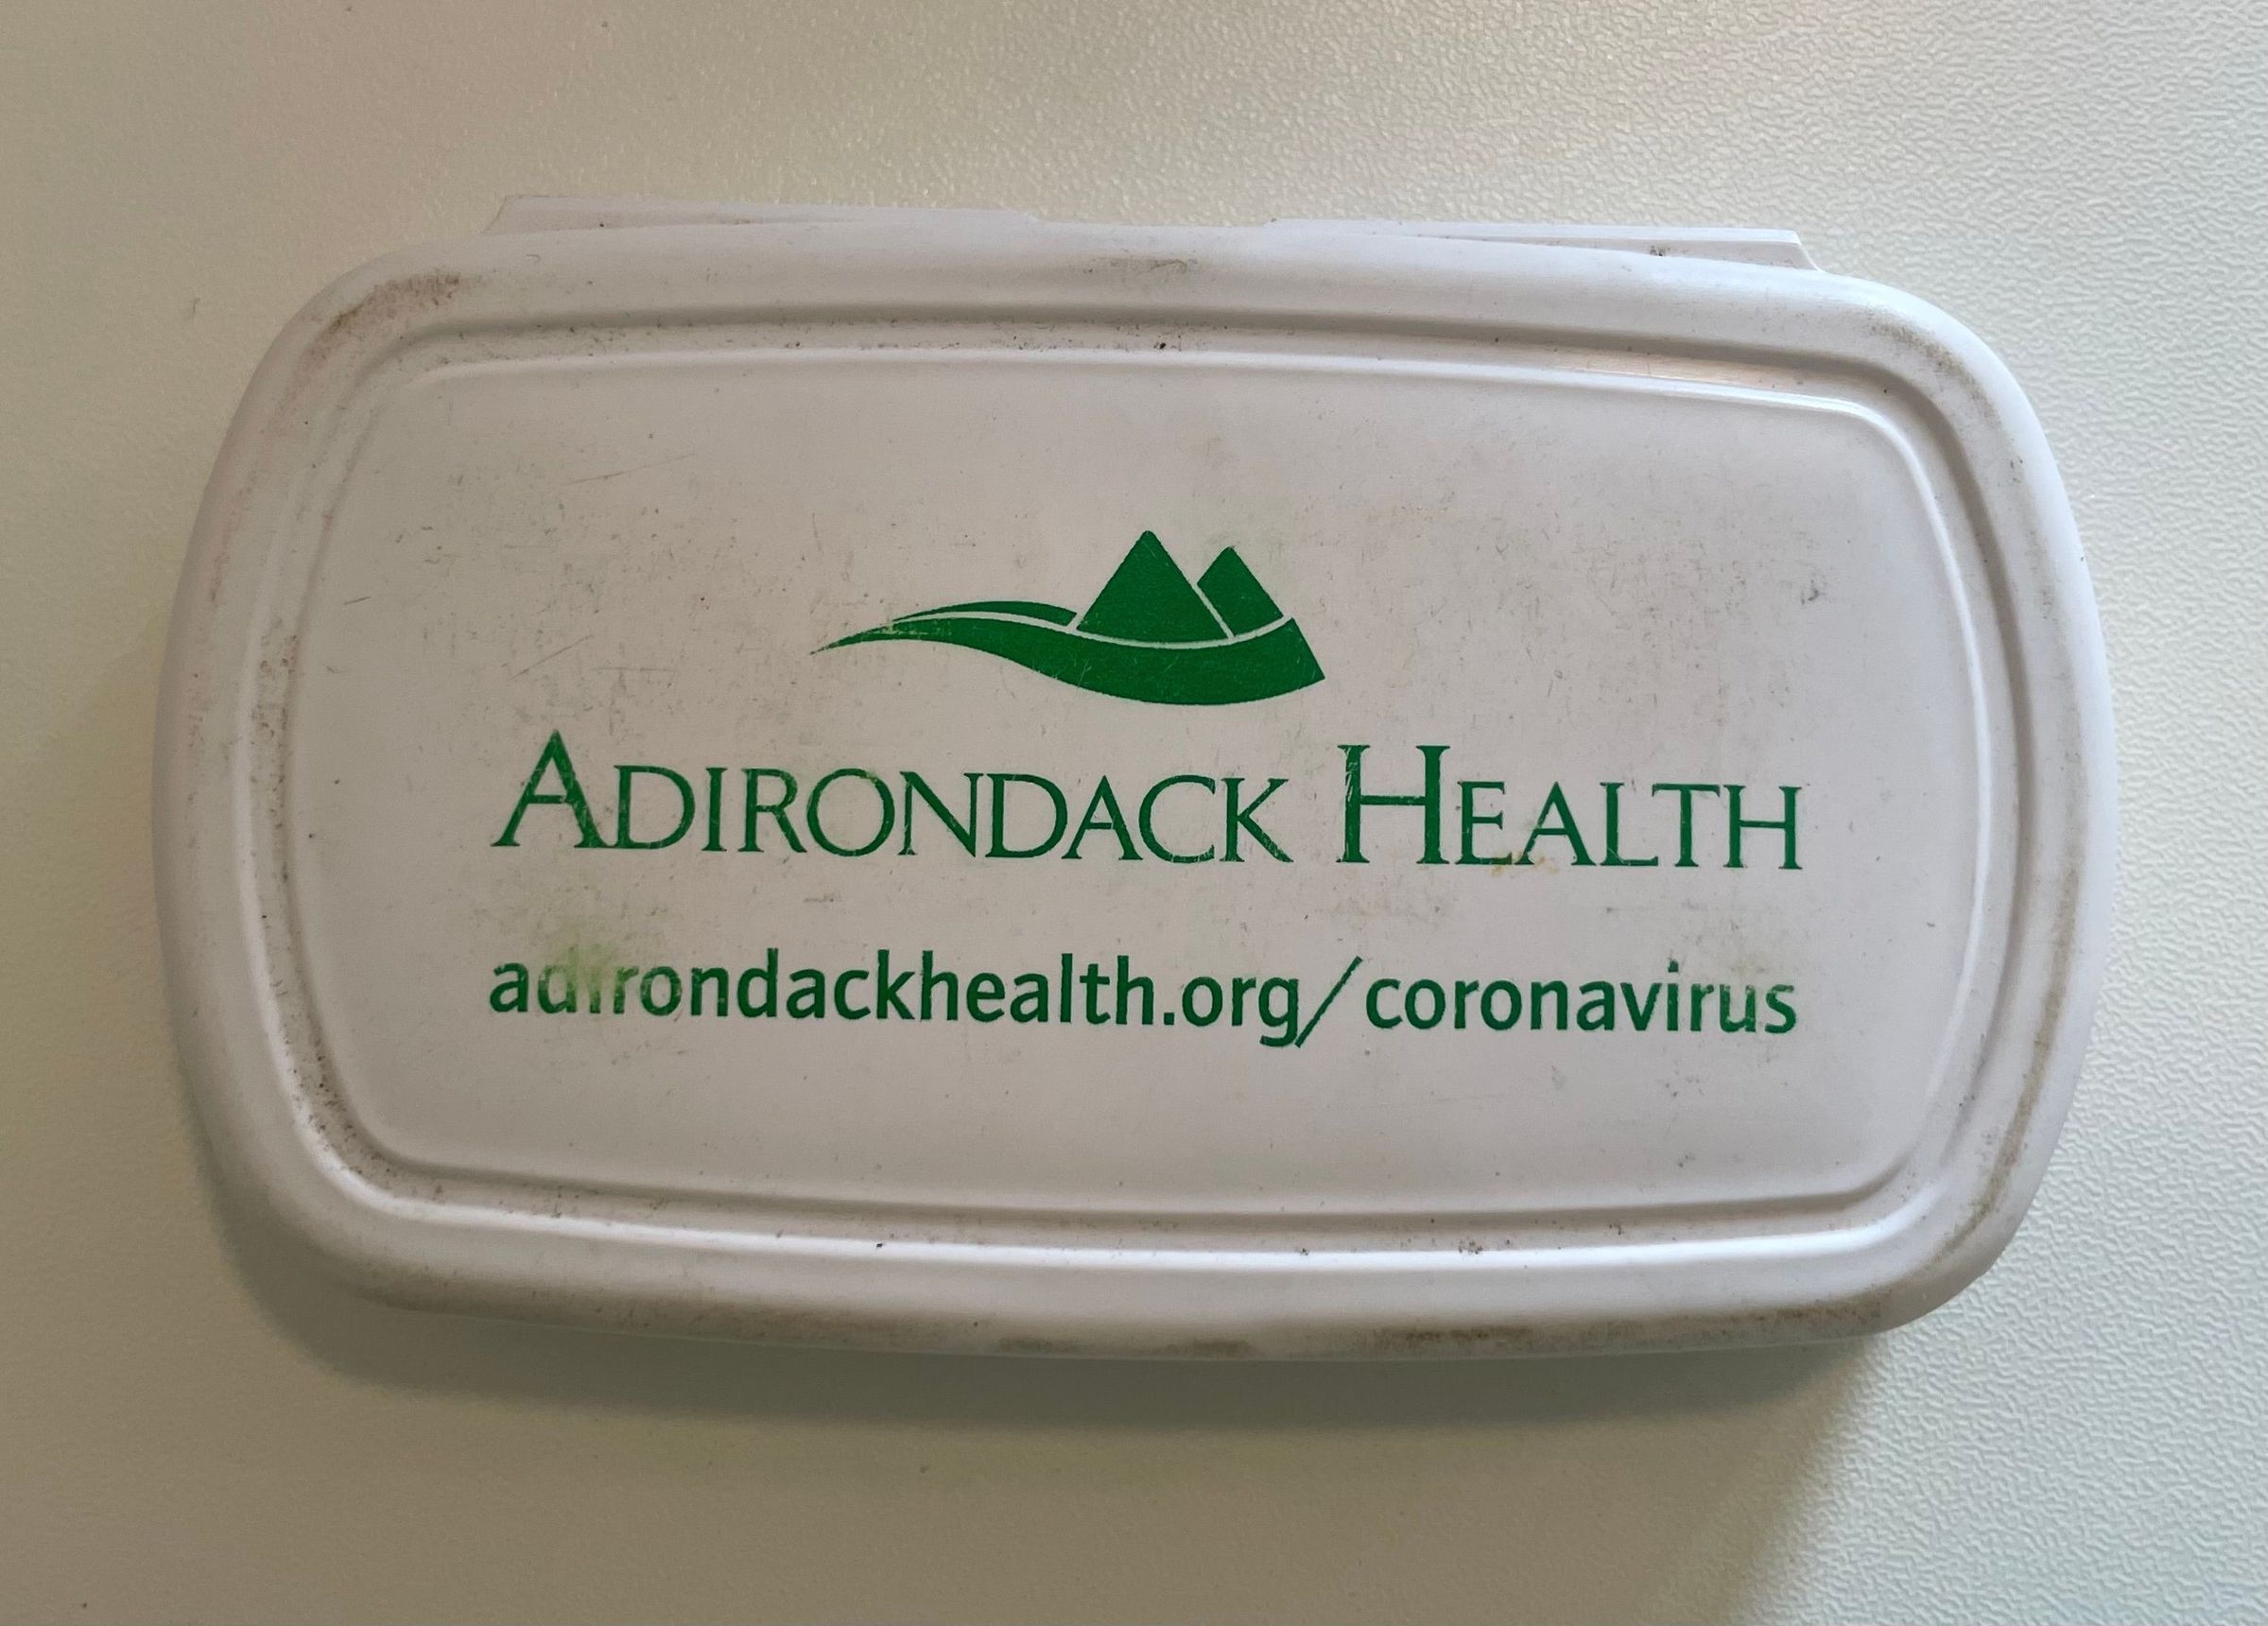 ADIRONDACK HEALTH
adirondackhealth.org/coronavirus